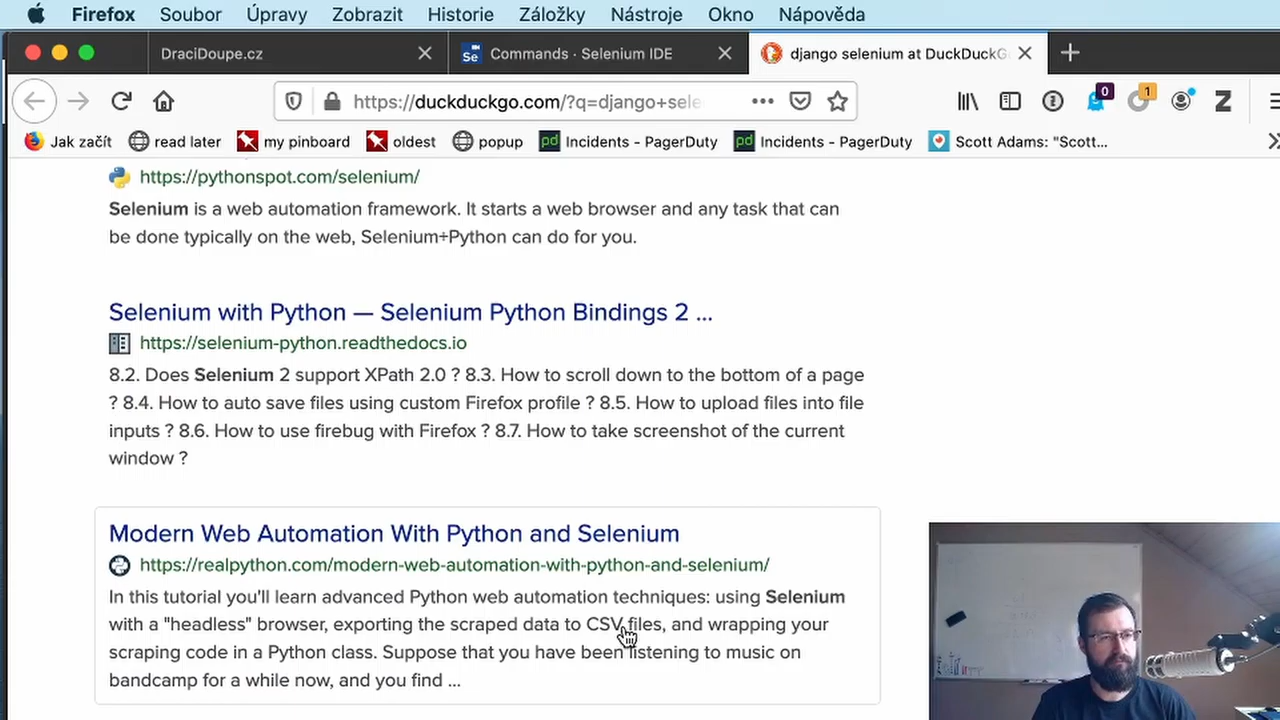 Firefox Soubor Úpravy Zobrazit Historie Záložky Nástroje Okno Nápověda
DraciDoupe.cz Commands · Selenium IDE django selenium at DuckDuckG
https://duckduckgo.com/?q=django+sele 0 1
Jak začít read later my pinboard oldest popup Incidents - PagerDuty Incidents - PagerDuty Scott Adams: "Scott...
https://pythonspot.com/selenium/
Selenium is a web automation framework. It starts a web browser and any task that can
be done typically on the web, Selenium+Python can do for you.
Selenium with Python — Selenium Python Bindings 2 ...
https://selenium-python.readthedocs.io
8.2. Does Selenium 2 support XPath 2.0 ? 8.3. How to scroll down to the bottom of a page
? 8.4. How to auto save files using custom Firefox profile ? 8.5. How to upload files into file
inputs ? 8.6. How to use firebug with Firefox ? 8.7. How to take screenshot of the current
window ?
Modern Web Automation With Python and Selenium
https://realpython.com/modern-web-automation-with-python-and-selenium/
In this tutorial you'll learn advanced Python web automation techniques: using Selenium
with a "headless" browser, exporting the scraped data to CSV files, and wrapping your
scraping code in a Python class. Suppose that you have been listening to music on
bandcamp for a while now, and you find ...